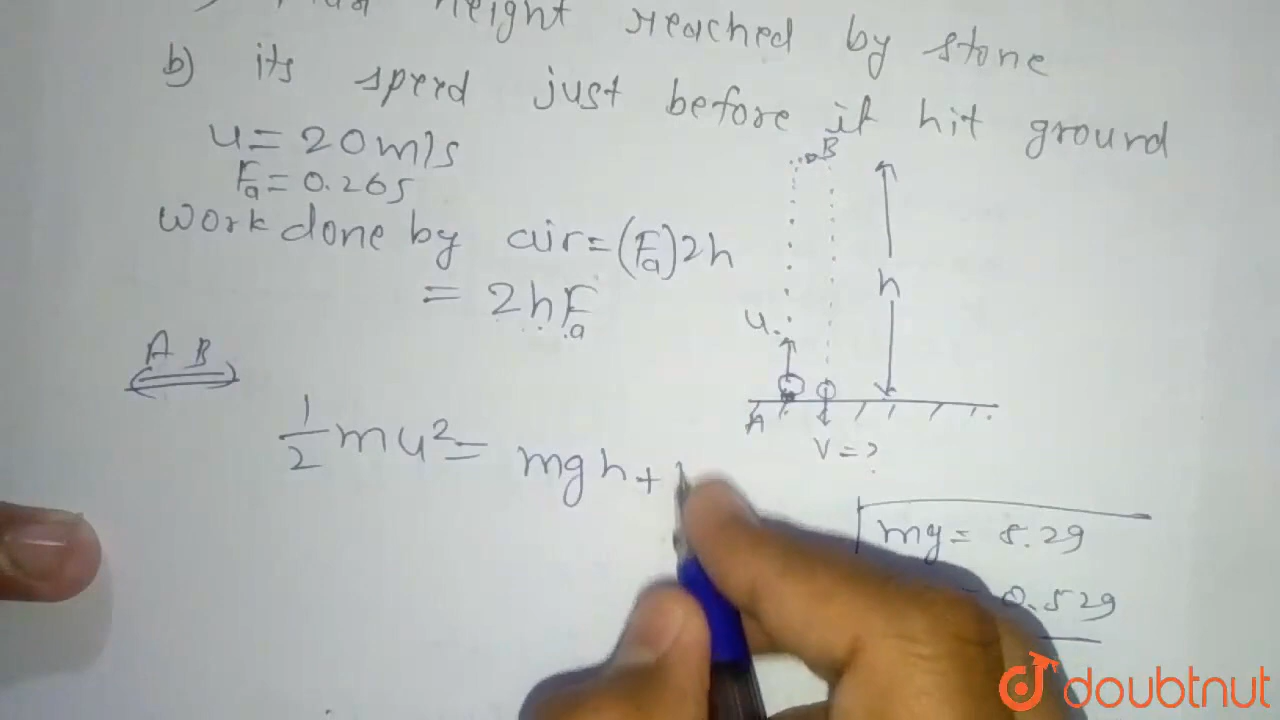 height reached by stone
b) its speed just before it hit ground
u = 20 m/s
Fa = 0.265
Work done by air = (Fa) 2h
= 2hFa
A B
1/2 mu² = mgh +
B
h
u
A
v = ?
mg = 5.29
0.529
doubtnut